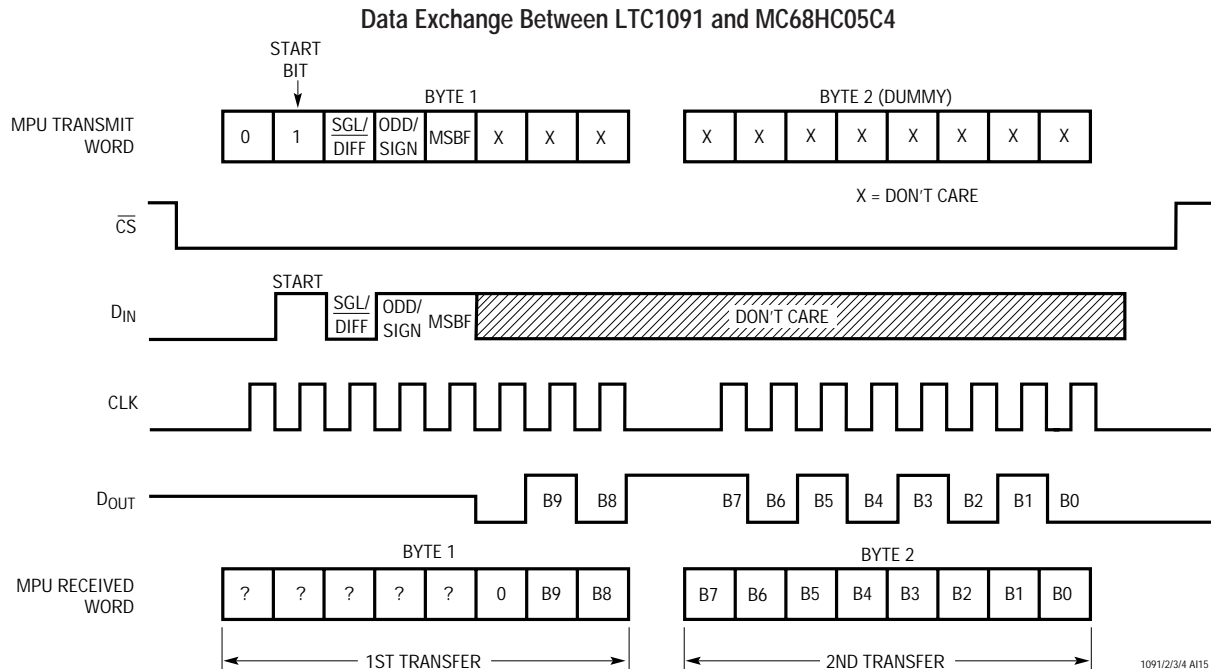 Data Exchange Between LTC1091 and MC68HC05C4
START
BIT
BYTE 1
BYTE 2 (DUMMY)
MPU TRANSMIT
WORD
0 1 SGL/DIFF ODD/SIGN MSBF X X X
X X X X X X X X
X = DON'T CARE
CS
START
DIN
SGL/DIFF ODD/SIGN MSBF
DON'T CARE
CLK
DOUT
B9 B8 B7 B6 B5 B4 B3 B2 B1 B0
BYTE 1
BYTE 2
MPU RECEIVED
WORD
? ? ? ? ? 0 B9 B8
B7 B6 B5 B4 B3 B2 B1 B0
1ST TRANSFER
2ND TRANSFER
1091/2/3/4 AI15